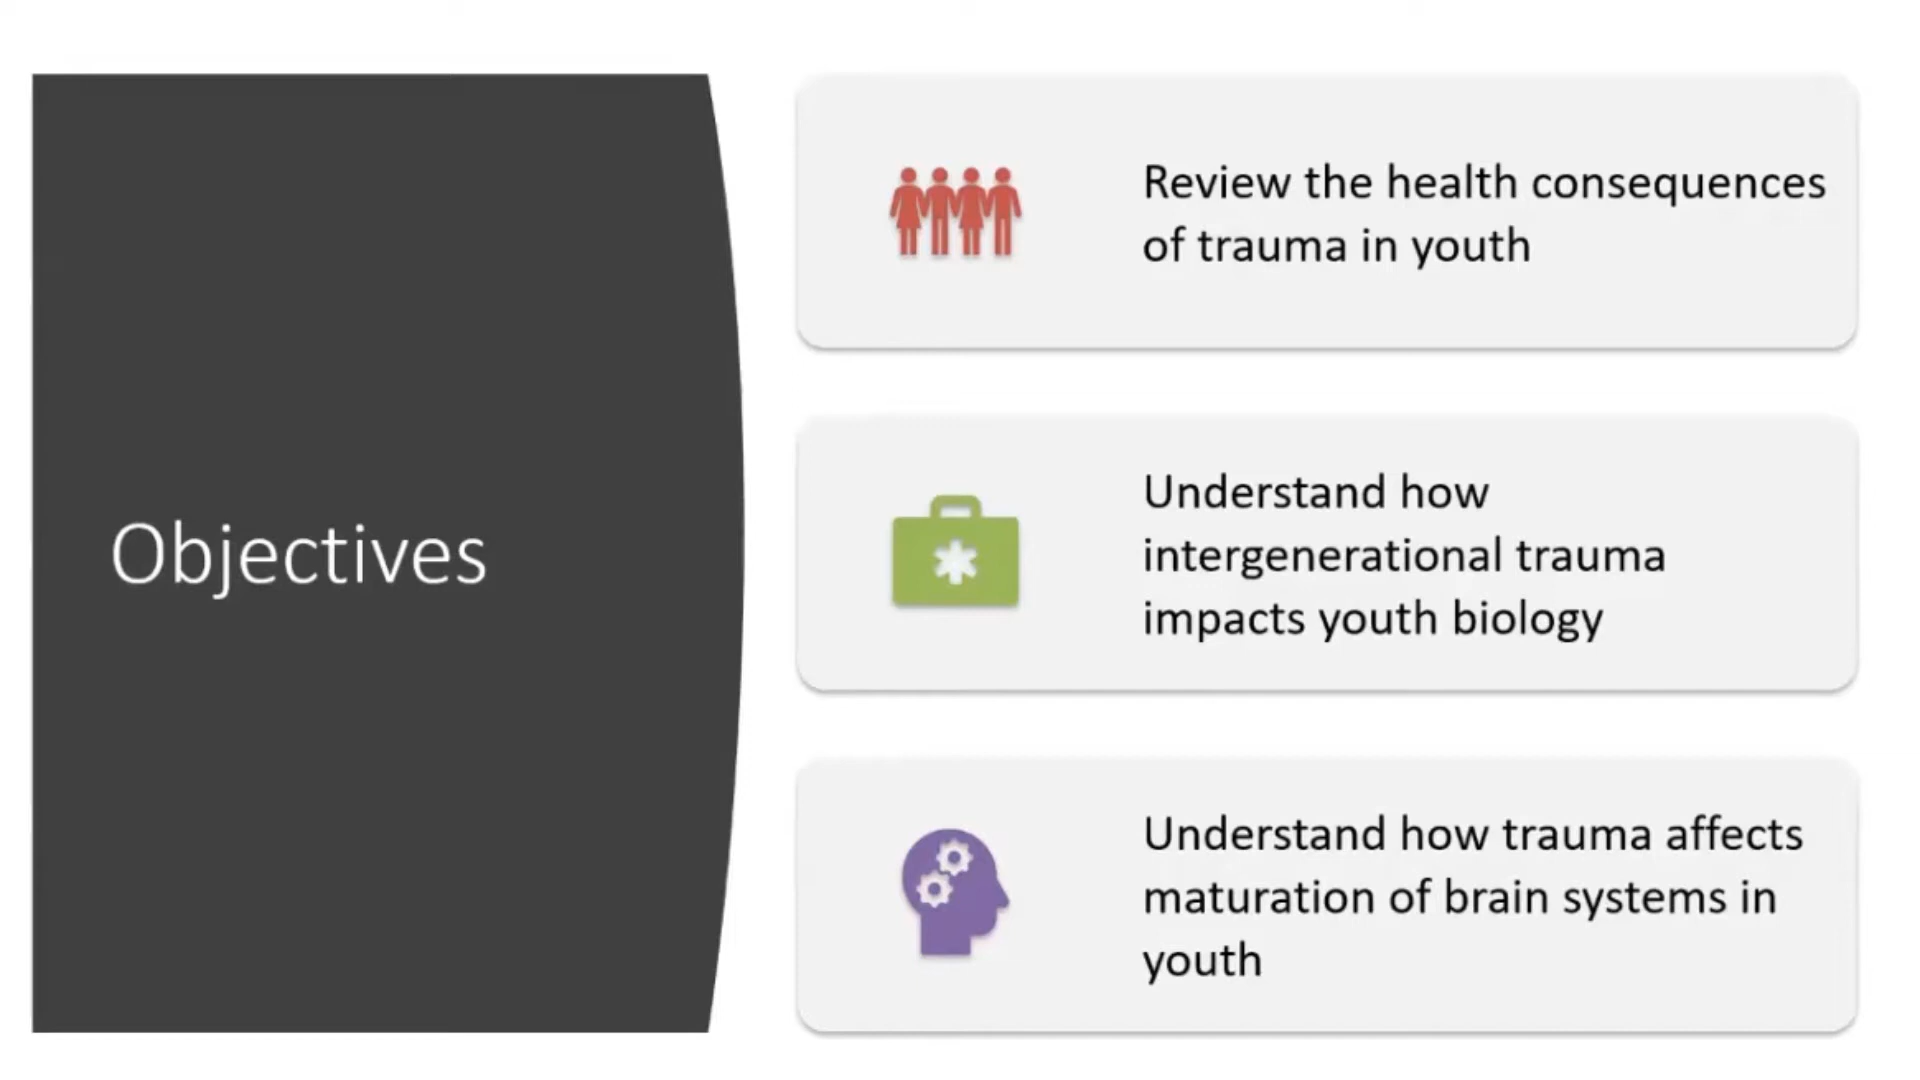 Objectives
Review the health consequences
of trauma in youth
Understand how
intergenerational trauma
impacts youth biology
Understand how trauma affects
maturation of brain systems in
youth